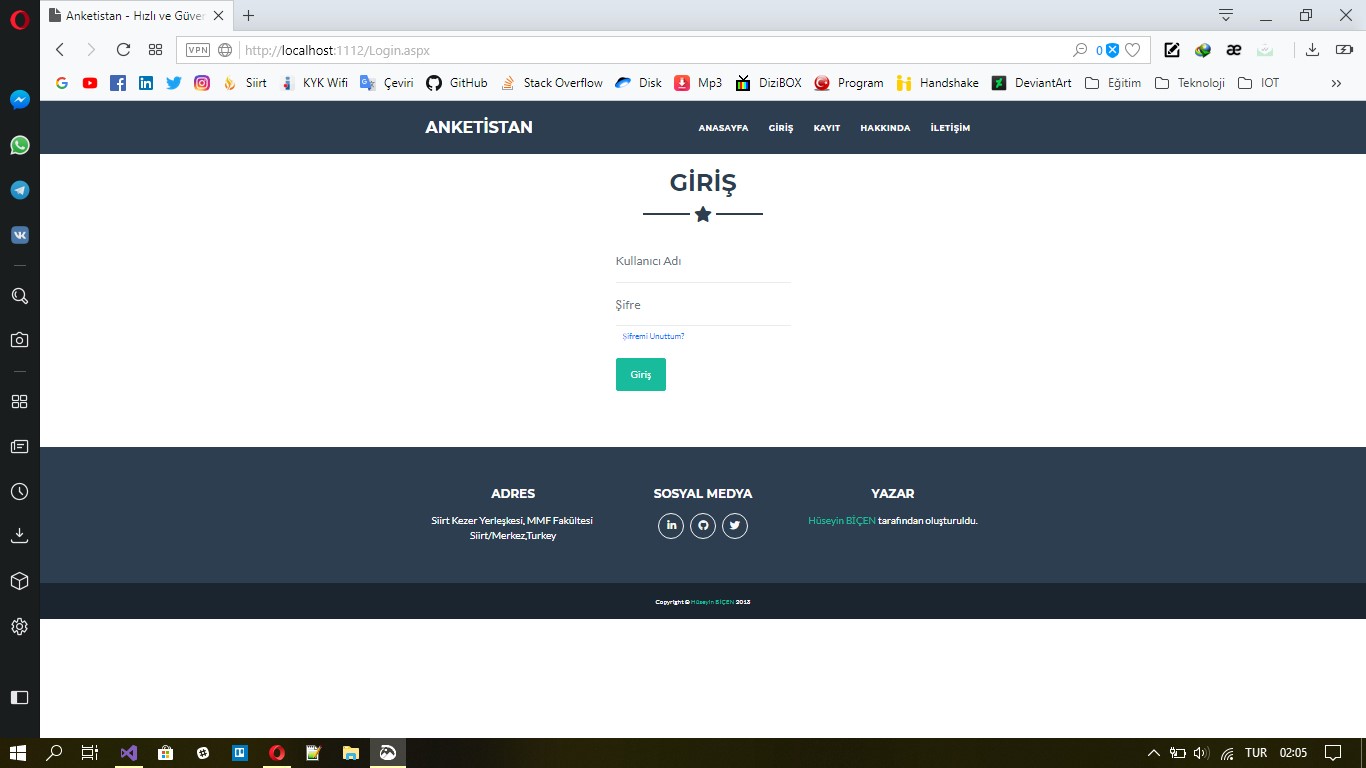 Anketistan - Hızlı ve Güver
VPN
http://localhost:1112/Login.aspx
0
Siirt
KYK Wifi
Çeviri
GitHub
Stack Overflow
Disk
Mp3
DiziBOX
Program
Handshake
DeviantArt
Eğitim
Teknoloji
IOT
ANKETİSTAN
ANASAYFA
GİRİŞ
KAYIT
HAKKINDA
İLETİŞİM
GİRİŞ
Kullanıcı Adı
Şifre
Şifremi Unuttum?
Giriş
ADRES
Siirt Kezer Yerleşkesi, MMF Fakültesi
Siirt/Merkez,Turkey
SOSYAL MEDYA
YAZAR
Hüseyin BİÇEN tarafından oluşturuldu.
Copyright © Hüseyin BİÇEN 2018
TUR
02:05